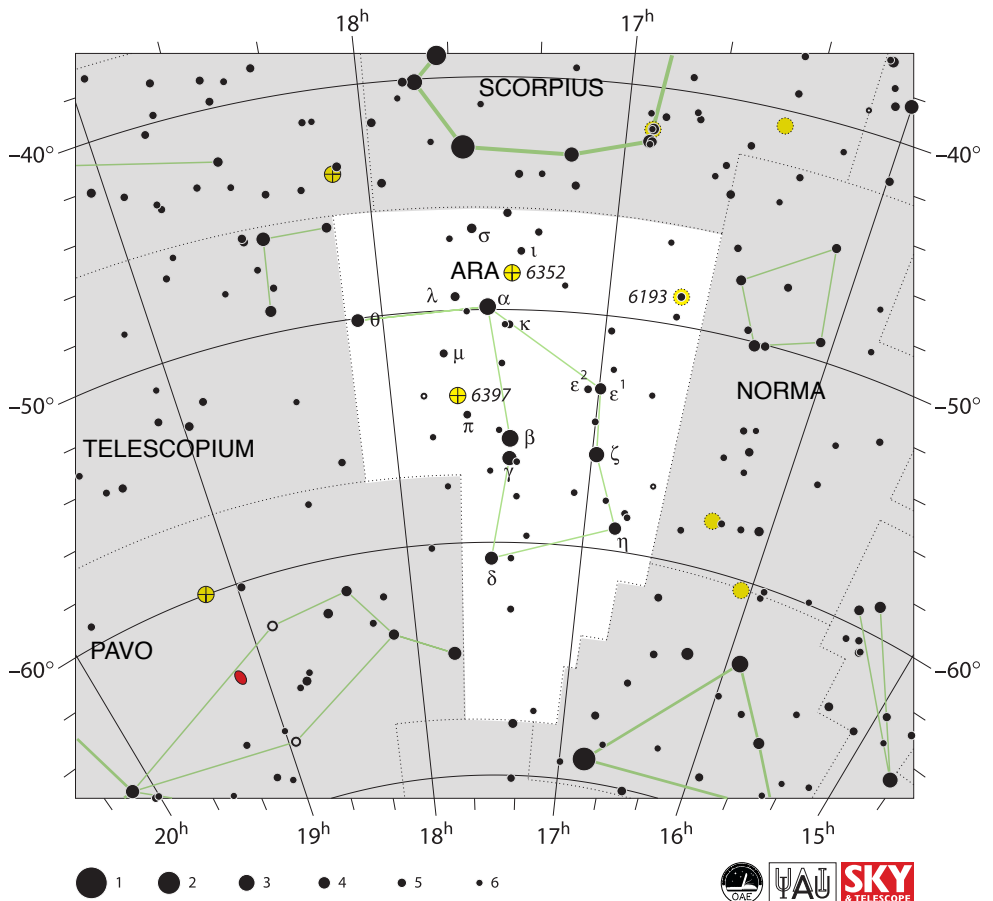 18h 17h
SCORPIUS
–40° –40°
σ
ι
ARA 6352
λ α 6193
θ κ
μ
ε2 ε1
6397 NORMA
–50° –50°
π
β
TELESCOPIUM ζ
γ
η
δ
PAVO
–60° –60°
20h 19h 18h 17h 16h 15h
1 2 3 4 5 6
OAE IAU SKY
& TELESCOPE